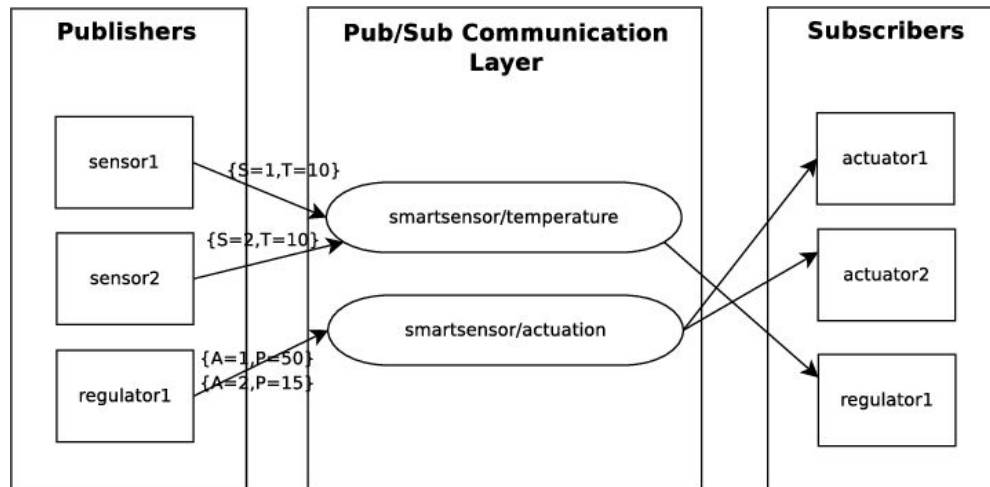 Publishers
Pub/Sub Communication
Layer
Subscribers
sensor1
{S=1,T=10}
smartsensor/temperature
actuator1
sensor2
{S=2,T=10}
actuator2
smartsensor/actuation
regulator1
{A=1,P=50}
{A=2,P=15}
regulator1